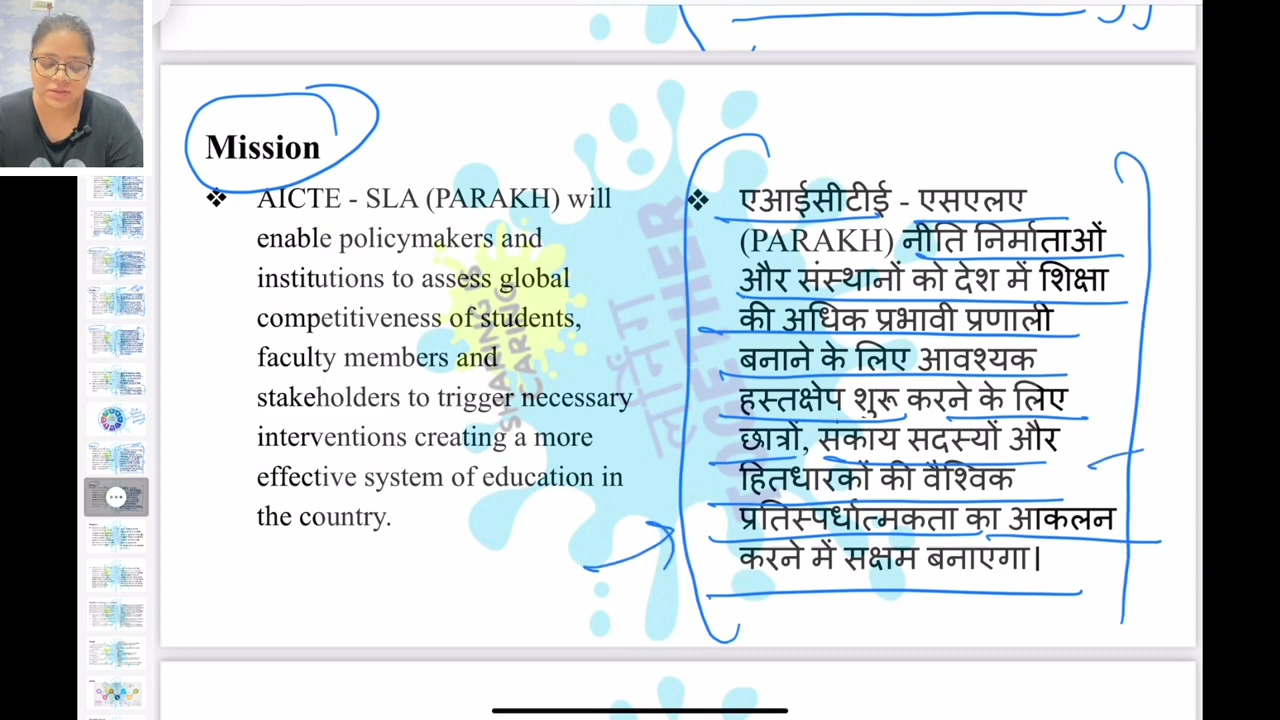 Mission
❖ AICTE - SLA (PARAKH) will
enable policymakers and
institutions to assess global
competitiveness of students,
faculty members and
stakeholders to trigger necessary
interventions creating a more
effective system of education in
the country.
❖ एआईसीटीई - एसएलए
(PARAKH) नीति निर्माताओं
और संस्थानों को देश में शिक्षा
की अधिक प्रभावी प्रणाली
बनाने के लिए आवश्यक
हस्तक्षेप शुरू करने के लिए
छात्रों, संकाय सदस्यों और
हितधारकों की वैश्विक
प्रतिस्पर्धात्मकता का आकलन
करने में सक्षम बनाएगा।